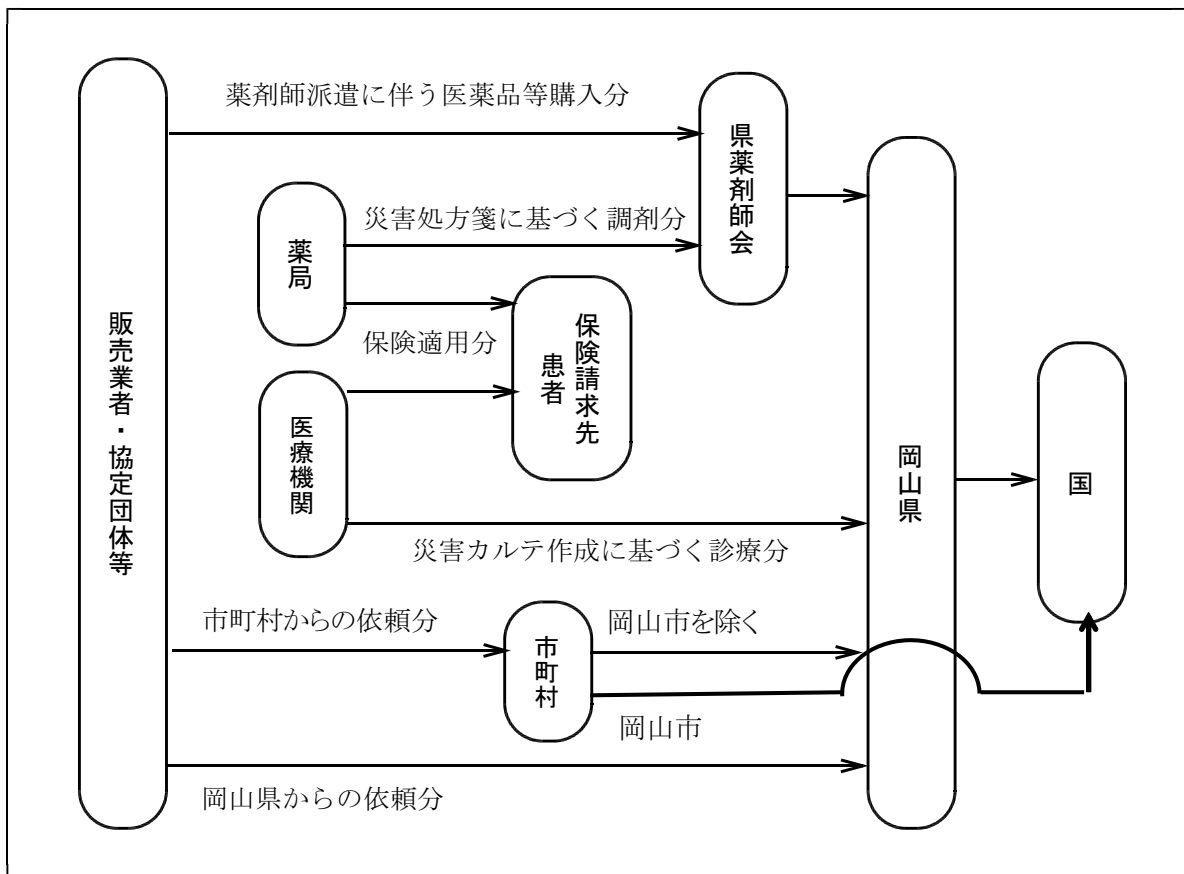 薬剤師派遣に伴う医薬品等購入分
県薬剤師会
災害処方箋に基づく調剤分
薬局
保険適用分
保険請求先
患者
販売業者・協定団体等
医療機関
岡山県
国
災害カルテ作成に基づく診療分
市町村からの依頼分
市町村
岡山市を除く
岡山市
岡山県からの依頼分